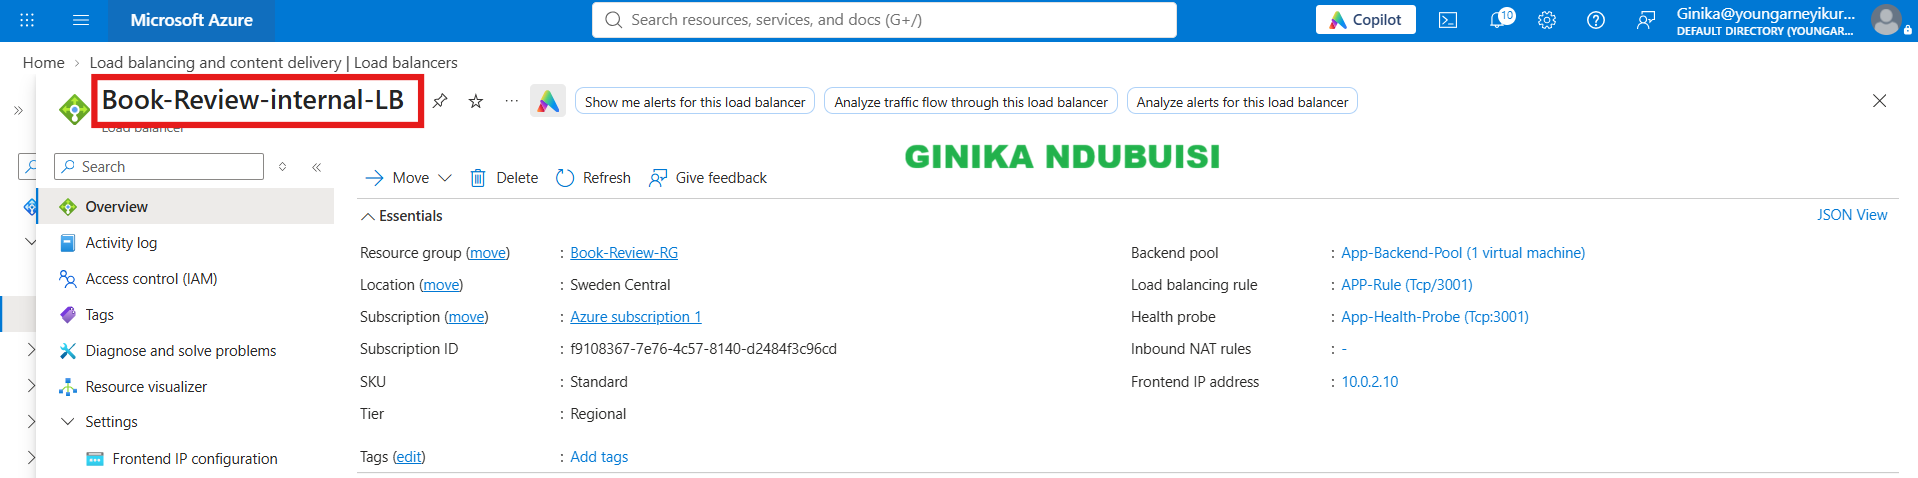 Microsoft Azure
Search resources, services, and docs (G+/)
Copilot
10
Ginika@youngarneyikur...
DEFAULT DIRECTORY (YOUNGAR...
Home > Load balancing and content delivery | Load balancers
Book-Review-internal-LB
Load balancer
Show me alerts for this load balancer
Analyze traffic flow through this load balancer
Analyze alerts for this load balancer
GINIKA NDUBUISI
Search
Move
Delete
Refresh
Give feedback
Overview
Activity log
Access control (IAM)
Tags
Diagnose and solve problems
Resource visualizer
Settings
Frontend IP configuration
Essentials
JSON View
Resource group (move) : Book-Review-RG
Location (move) : Sweden Central
Subscription (move) : Azure subscription 1
Subscription ID : f9108367-7e76-4c57-8140-d2484f3c96cd
SKU : Standard
Tier : Regional
Tags (edit) : Add tags
Backend pool : App-Backend-Pool (1 virtual machine)
Load balancing rule : APP-Rule (Tcp/3001)
Health probe : App-Health-Probe (Tcp:3001)
Inbound NAT rules : -
Frontend IP address : 10.0.2.10